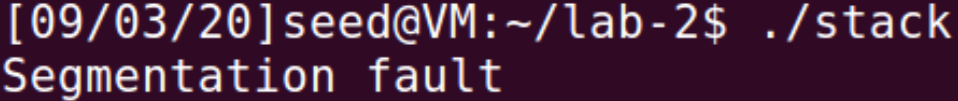 [09/03/20]seed@VM:~/lab-2$ ./stack
Segmentation fault